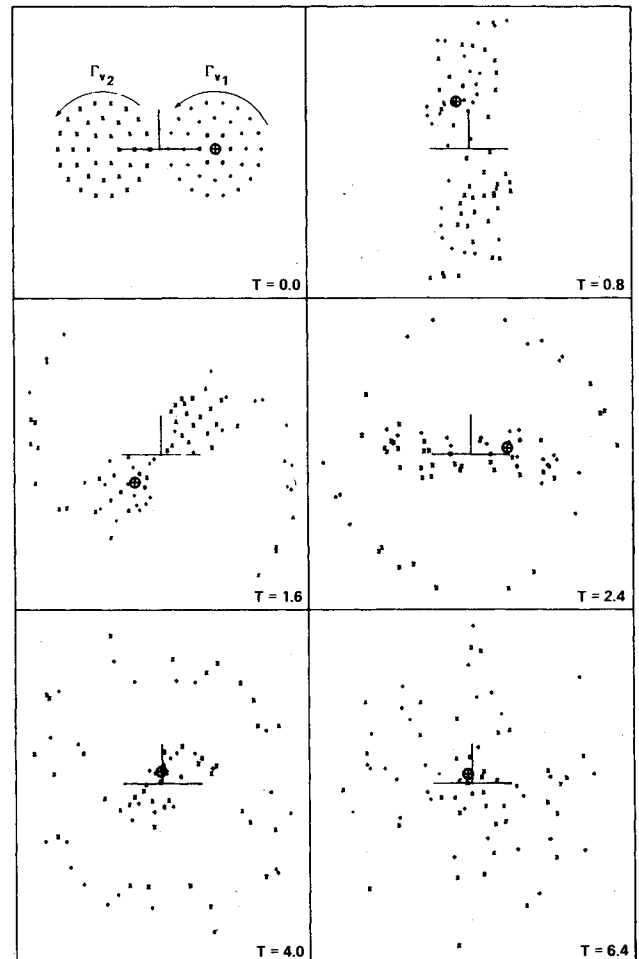 Γv2
Γv1
T = 0.0
T = 0.8
T = 1.6
T = 2.4
T = 4.0
T = 6.4